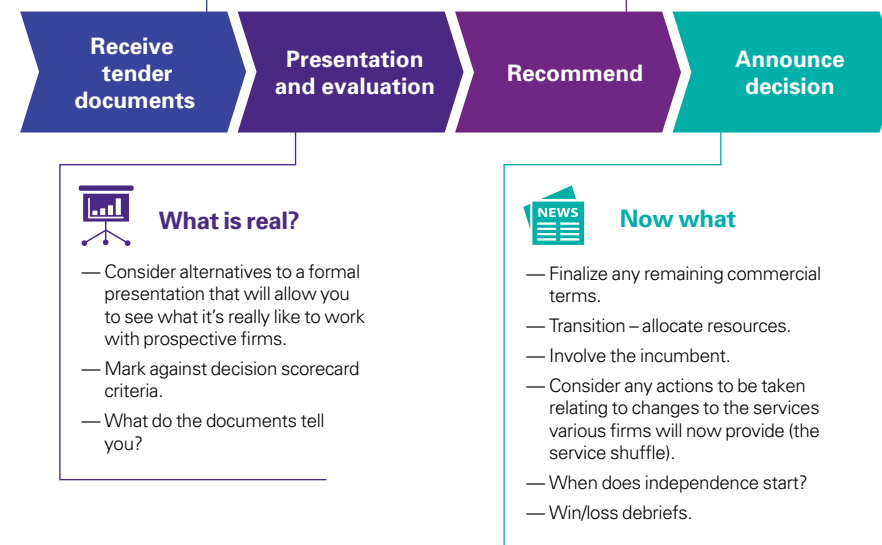 Receive
tender
documents
Presentation
and evaluation
Recommend
Announce
decision
What is real?
— Consider alternatives to a formal
presentation that will allow you
to see what it's really like to work
with prospective firms.
— Mark against decision scorecard
criteria.
— What do the documents tell
you?
NEWS
Now what
— Finalize any remaining commercial
terms.
— Transition – allocate resources.
— Involve the incumbent.
— Consider any actions to be taken
relating to changes to the services
various firms will now provide (the
service shuffle).
— When does independence start?
— Win/loss debriefs.